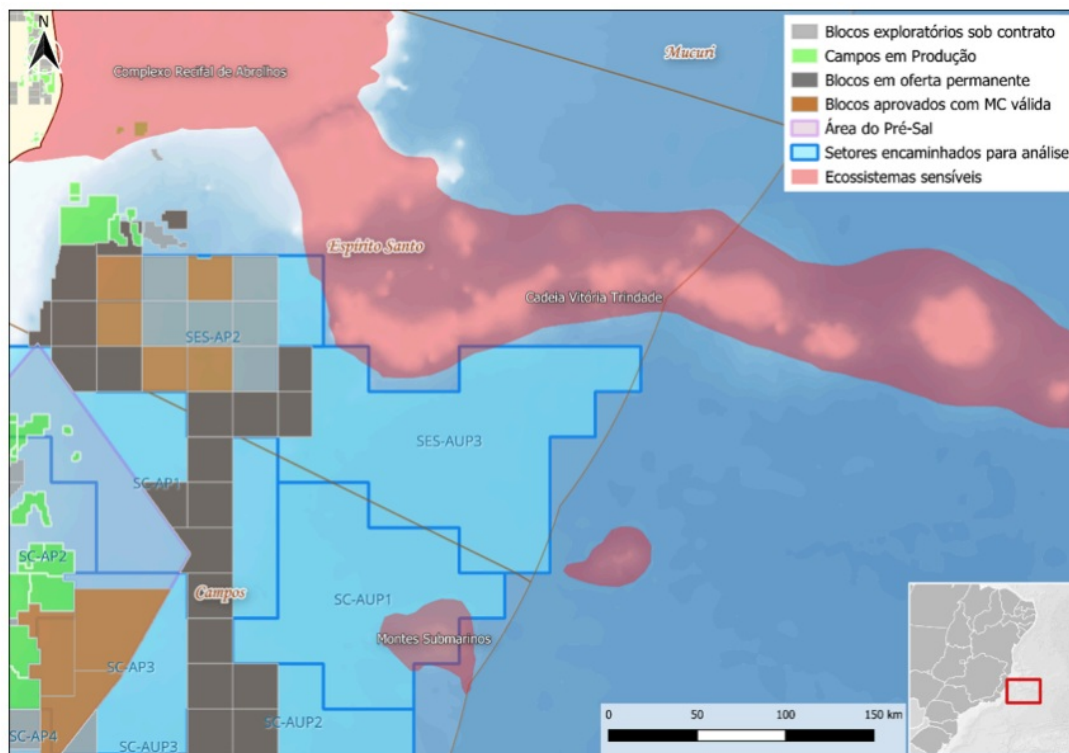 N
Complexo Recifal de Abrolhos
Mucuri
Blocos exploratórios sob contrato
Campos em Produção
Blocos em oferta permanente
Blocos aprovados com MC válida
Área do Pré-Sal
Setores encaminhados para análise
Ecossistemas sensíveis
Espírito Santo
Cadeia Vitória Trindade
SES-AP2
SES-AUP3
SC-AP1
SC-AP2
Campos
SC-AUP1
Montes Submarinos
SC-AP3
SC-AUP2
SC-AP4
SC-AUP3
0 50 100 150 km